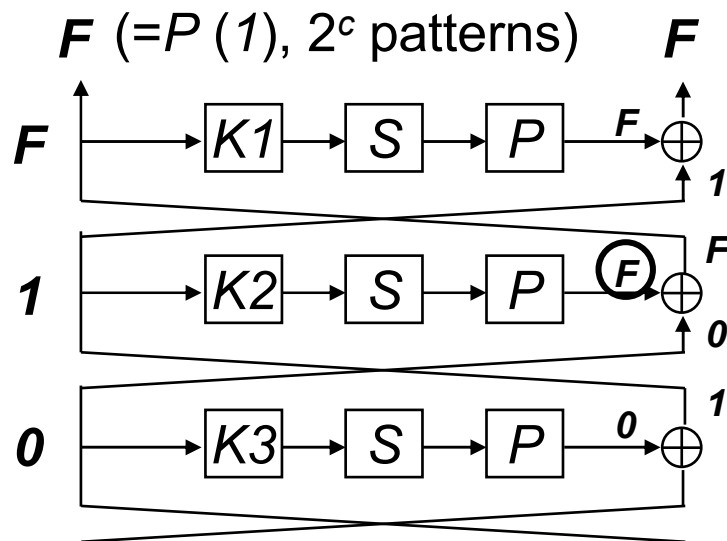 F (=P (1), 2^c patterns) F
F K1 S P F
1
F
1 K2 S P F
0
1
0 K3 S P 0